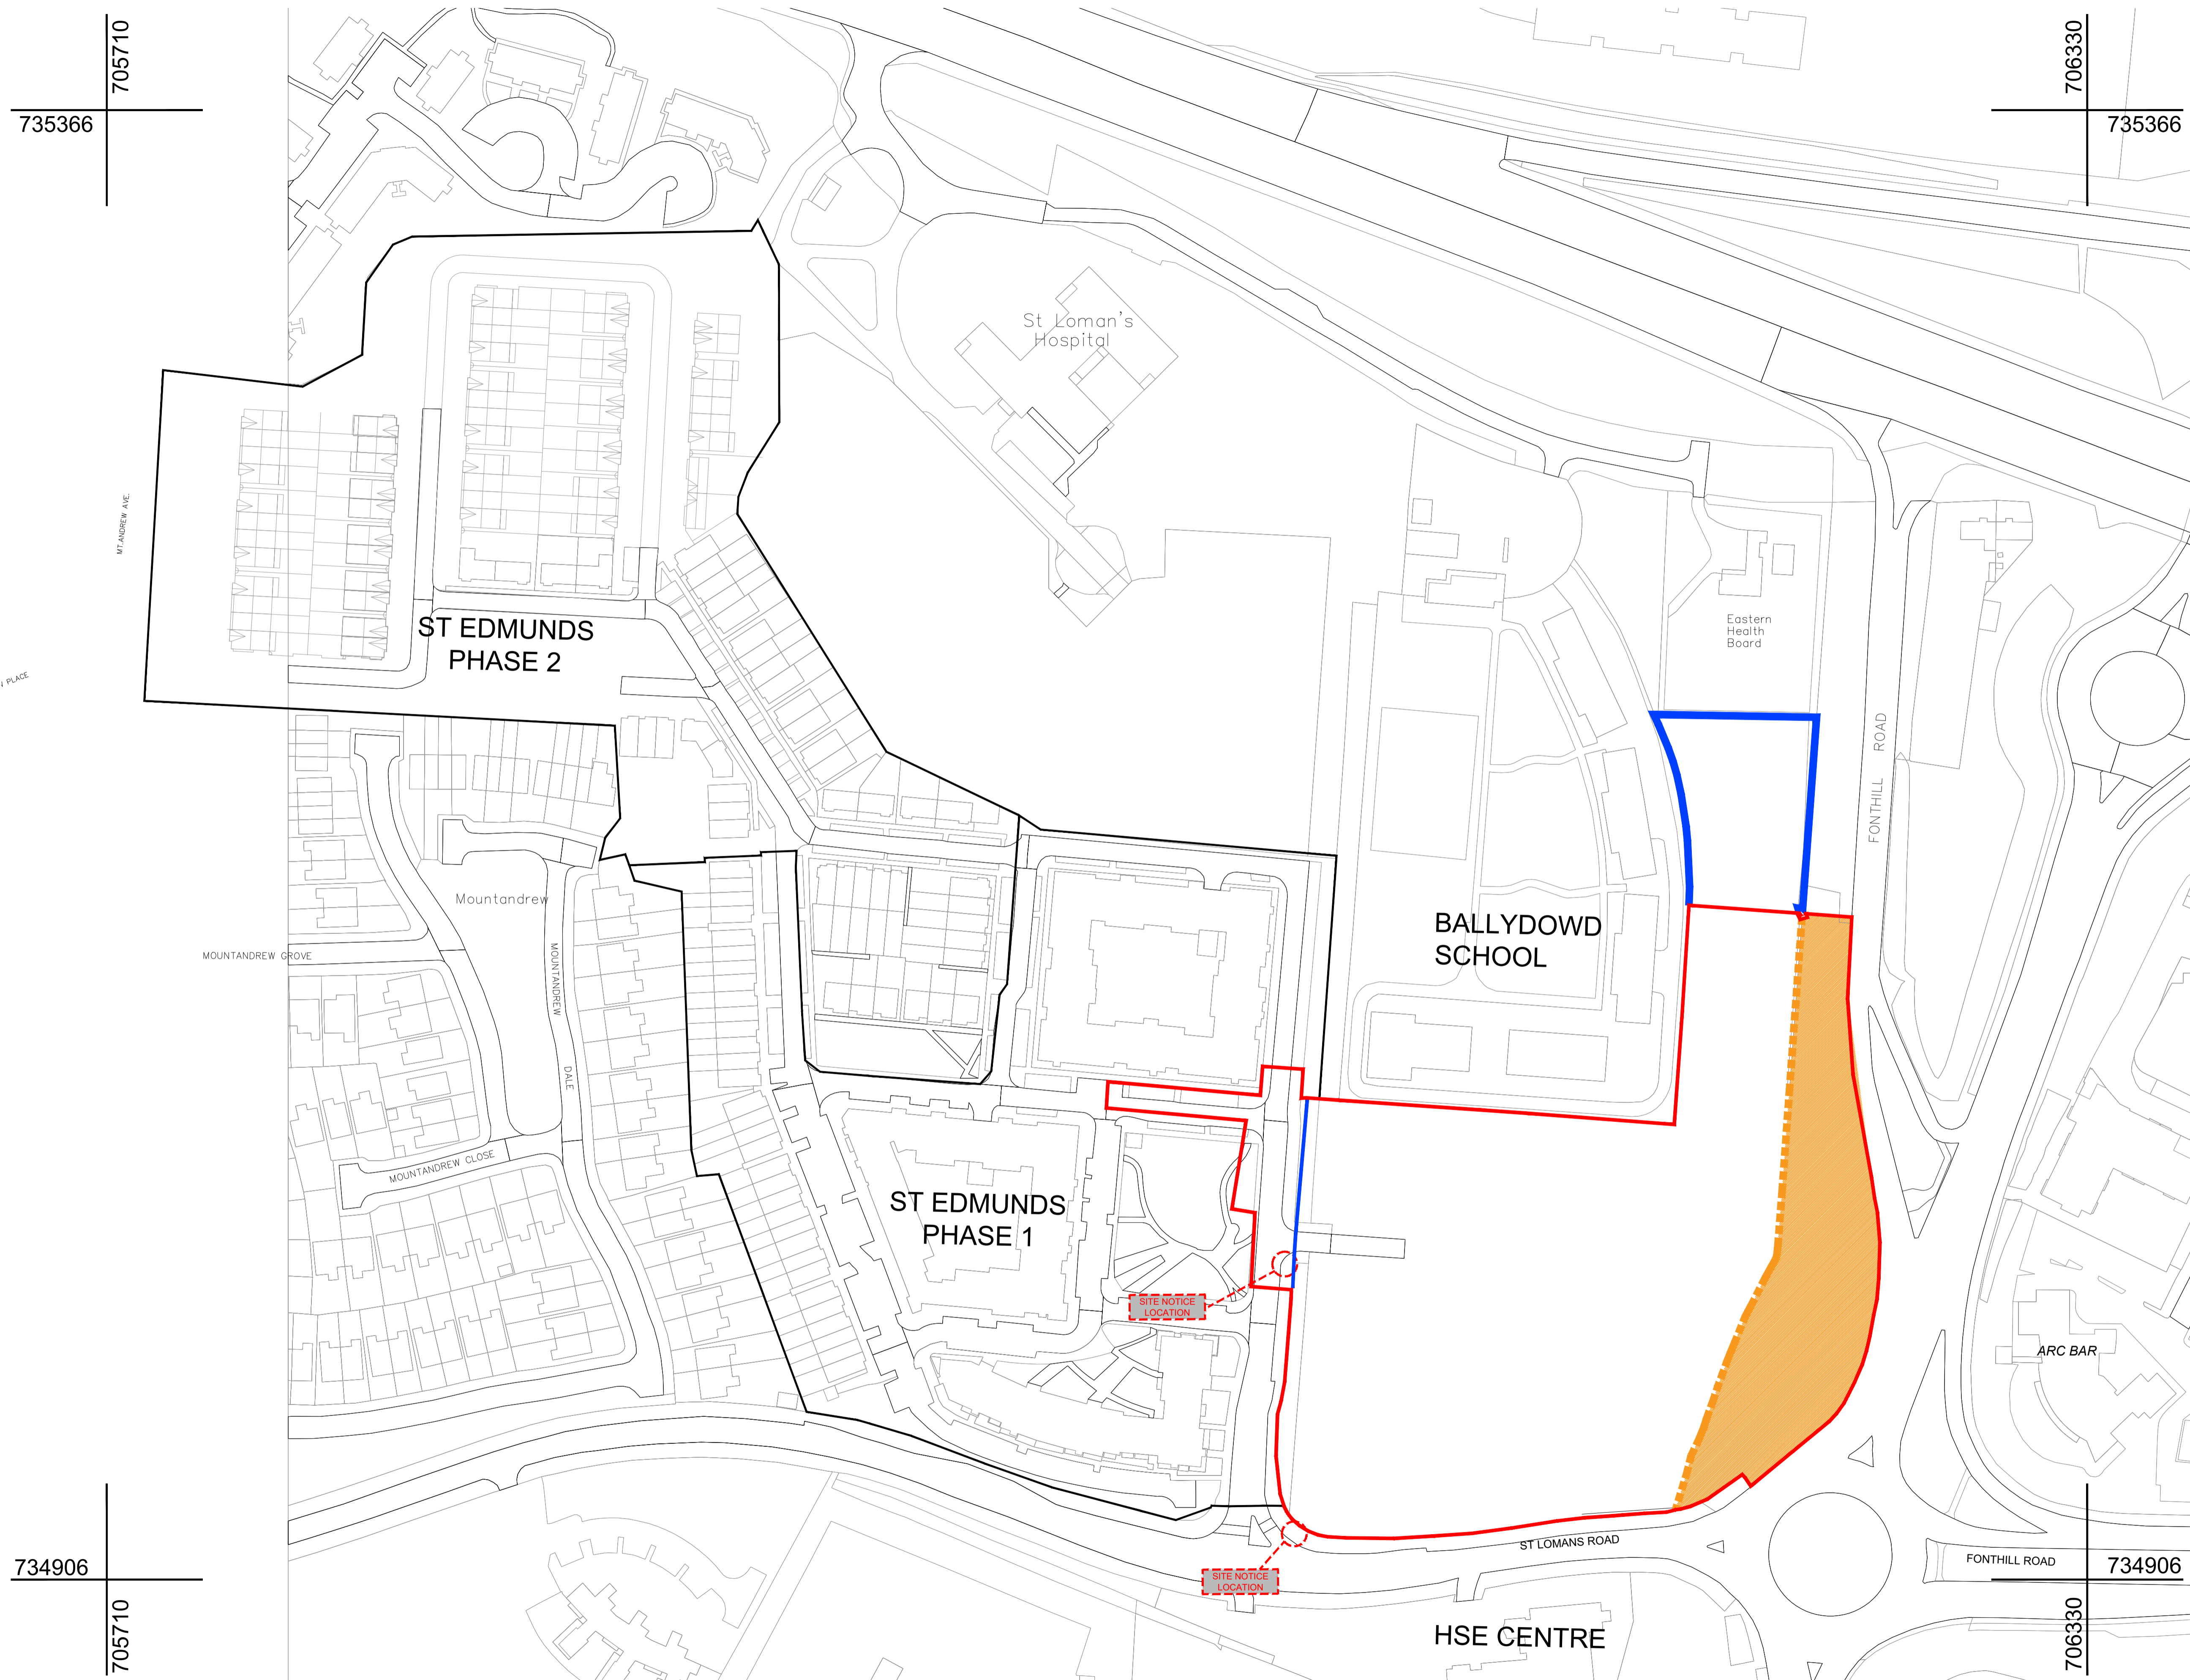 705710
735366
706330
735366
St Loman's
Hospital
MT.ANDREW AVE.
ST EDMUNDS
PHASE 2
Eastern
Health
Board
PLACE
FONTHILL ROAD
Mountandrew
BALLYDOWD
SCHOOL
MOUNTANDREW GROVE
MOUNTANDREW
DALE
MOUNTANDREW CLOSE
ST EDMUNDS
PHASE 1
SITE NOTICE
LOCATION
ARC BAR
ST LOMANS ROAD
FONTHILL ROAD
734906
734906
SITE NOTICE
LOCATION
705710
HSE CENTRE
706330